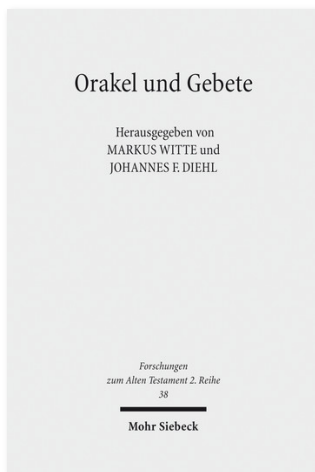 Orakel und Gebete
Herausgegeben von
MARKUS WITTE und
JOHANNES F. DIEHL
Forschungen
zum Alten Testament 2. Reihe
38
Mohr Siebeck